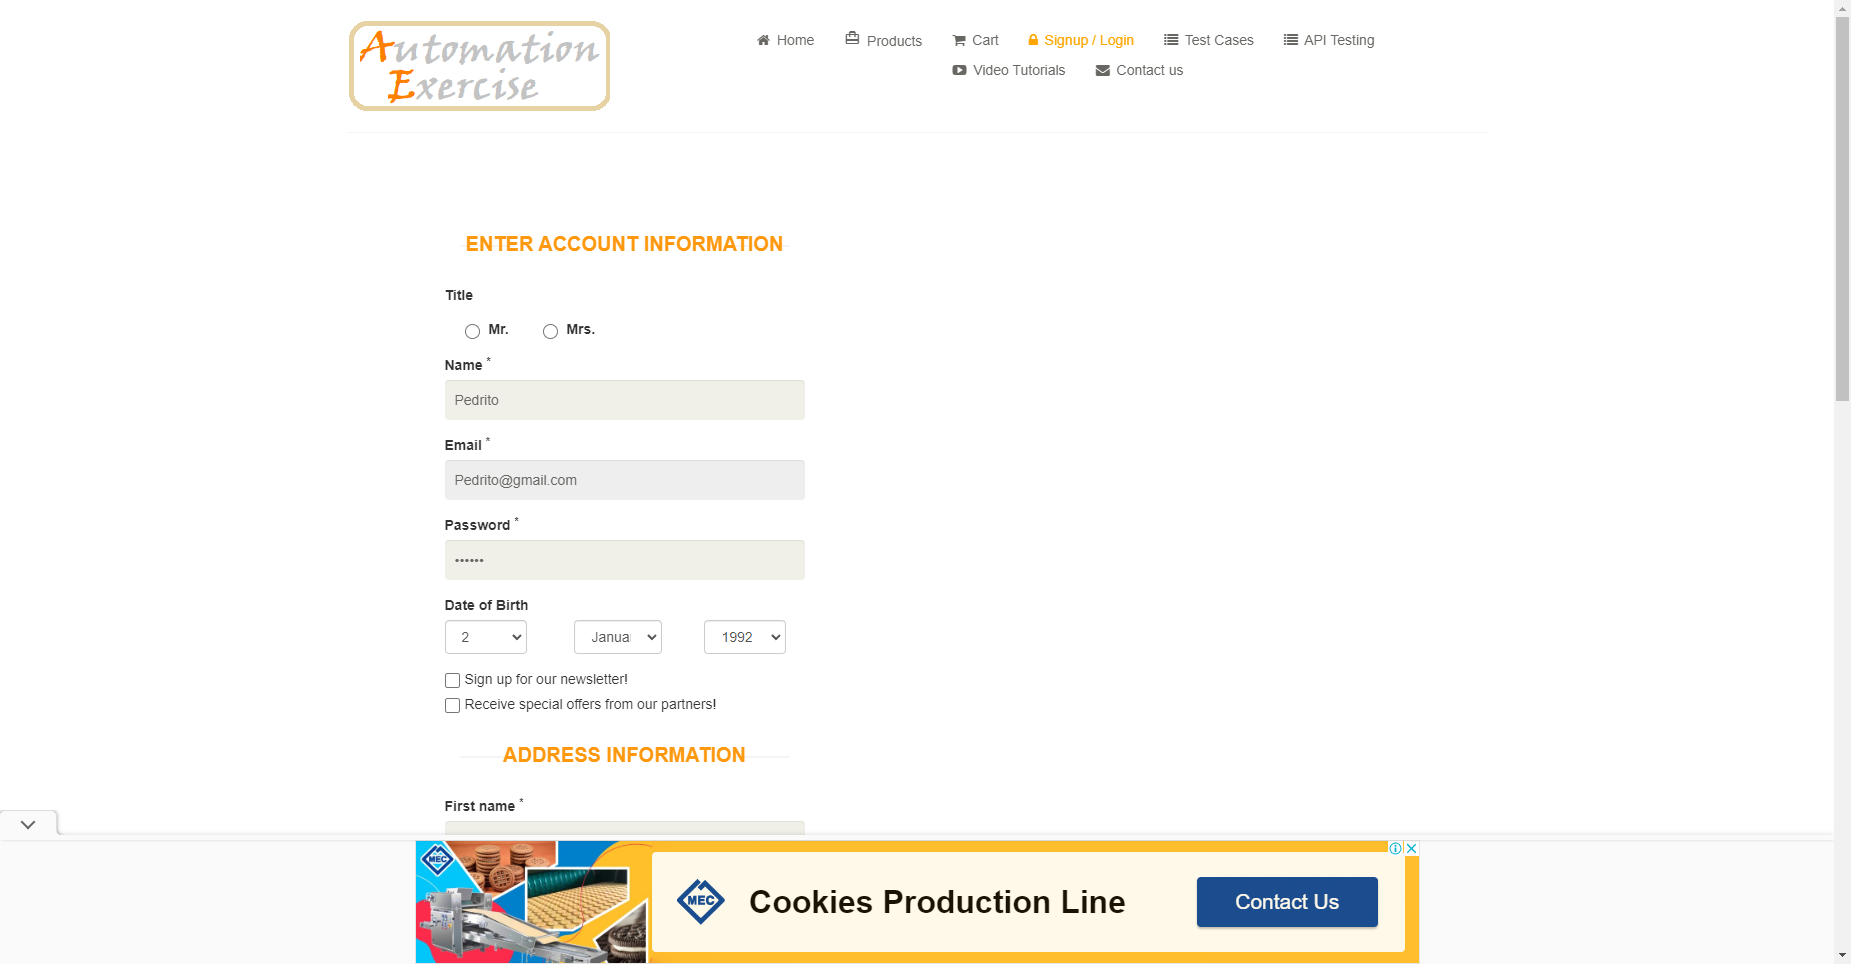 Automation
Exercise
Home
Products
Cart
Signup / Login
Test Cases
API Testing
Video Tutorials
Contact us
ENTER ACCOUNT INFORMATION
Title
Mr.
Mrs.
Name *
Pedrito
Email *
Pedrito@gmail.com
Password *
••••••
Date of Birth
2
Januar
1992
Sign up for our newsletter!
Receive special offers from our partners!
ADDRESS INFORMATION
First name *
MEC
MEC
Cookies Production Line
Contact Us